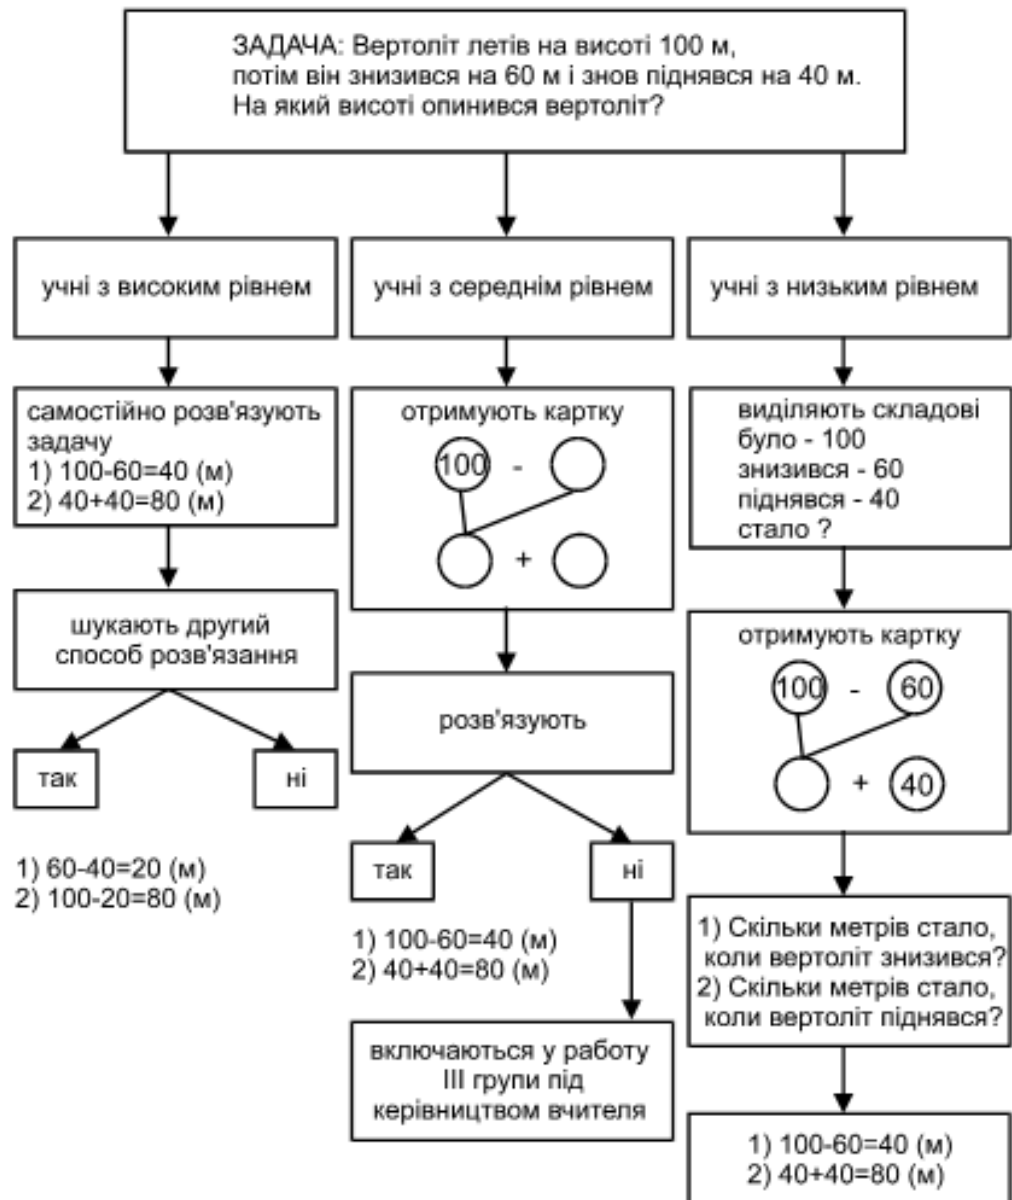 ЗАДАЧА: Вертоліт летів на висоті 100 м,
потім він знизився на 60 м і знов піднявся на 40 м.
На який висоті опинився вертоліт?
учні з високим рівнем
самостійно розв'язують
задачу
1) 100-60=40 (м)
2) 40+40=80 (м)
шукають другий
спосіб розв'язання
так
ні
1) 60-40=20 (м)
2) 100-20=80 (м)
учні з середнім рівнем
отримують картку
100 -
+
розв'язують
так
ні
1) 100-60=40 (м)
2) 40+40=80 (м)
включаються у работу
III групи під
керівництвом вчителя
учні з низьким рівнем
виділяють складові
було - 100
знизився - 60
піднявся - 40
стало ?
отримують картку
100 - 60
+ 40
1) Скільки метрів стало,
коли вертоліт знизився?
2) Скільки метрів стало,
коли вертоліт піднявся?
1) 100-60=40 (м)
2) 40+40=80 (м)